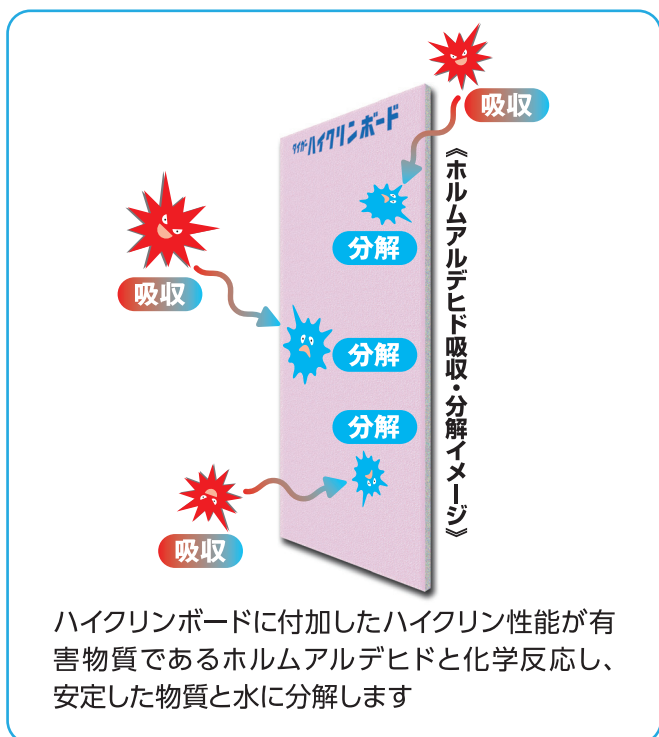 吸収
タイガーハイクリンボード
分解
吸収
分解
分解
吸収
《ホルムアルデヒド吸収・分解イメージ》
ハイクリンボードに付加したハイクリン性能が有
害物質であるホルムアルデヒドと化学反応し、
安定した物質と水に分解します